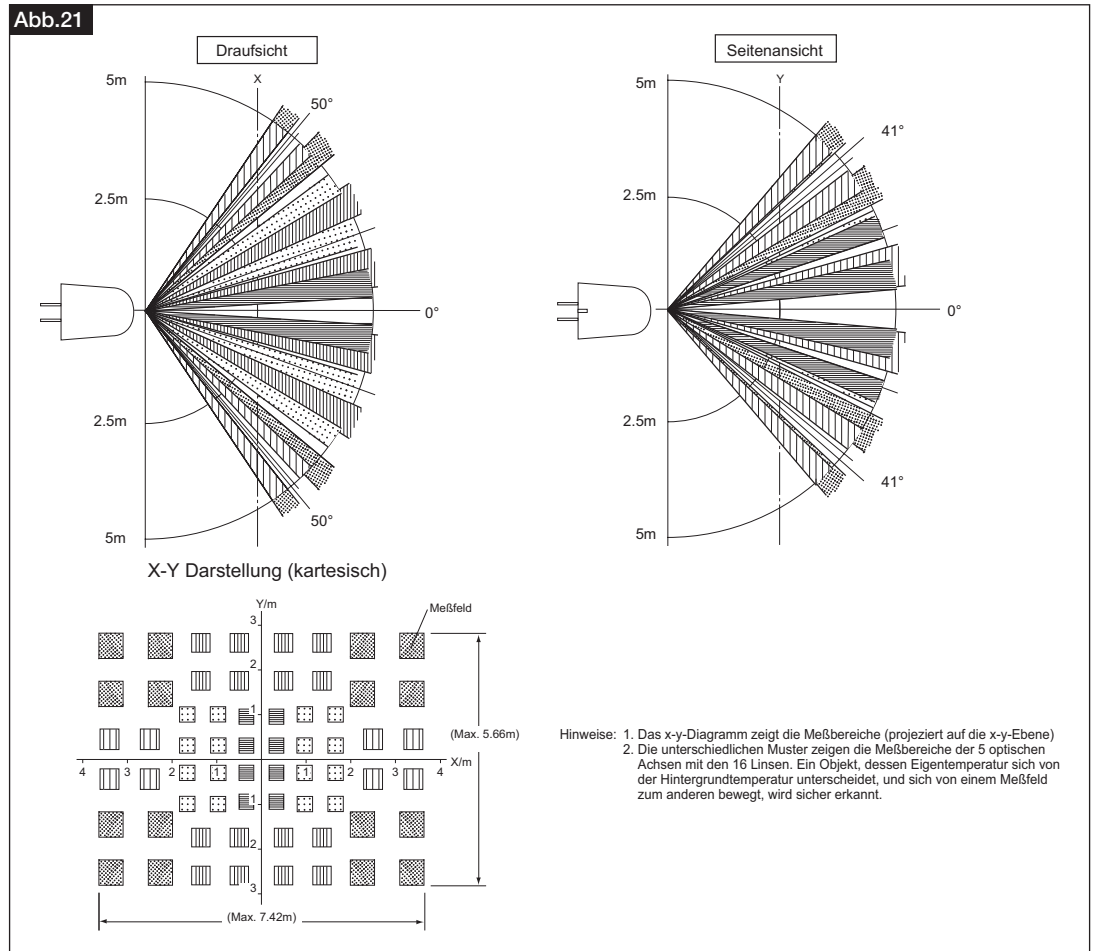 Abb.21
Draufsicht
X
5m
50°
2.5m
0°
2.5m
50°
5m
Seitenansicht
Y
5m
41°
2.5m
0°
2.5m
41°
5m
X-Y Darstellung (kartesisch)
Y/m
Meßfeld
3
2
1
(Max. 5.66m)
4 3 2 1 1 2 3 4
X/m
1
2
3
(Max. 7.42m)
Hinweise: 1. Das x-y-Diagramm zeigt die Meßbereiche (projeziert auf die x-y-Ebene)
2. Die unterschiedlichen Muster zeigen die Meßbereiche der 5 optischen
Achsen mit den 16 Linsen. Ein Objekt, dessen Eigentemperatur sich von
der Hintergrundtemperatur unterscheidet, und sich von einem Meßfeld
zum anderen bewegt, wird sicher erkannt.